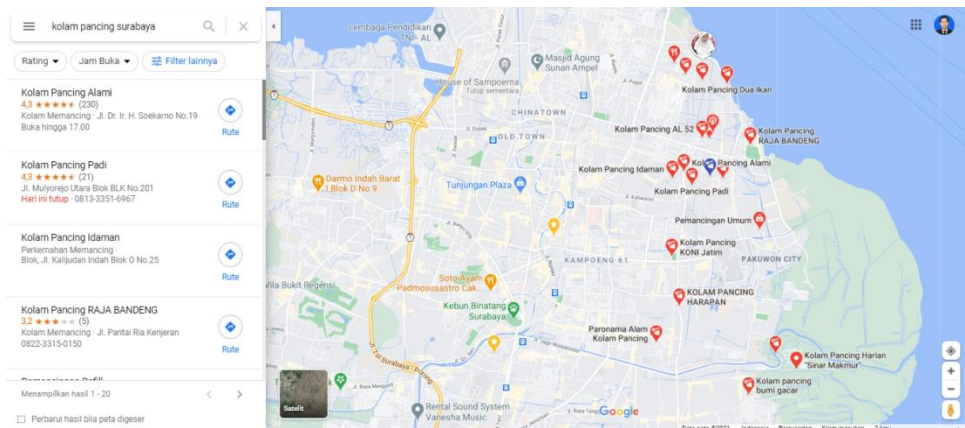 kolam pancing surabaya
Rating
Jam Buka
Filter lainnya
Kolam Pancing Alami
4,3 ★★★★★ (230)
Kolam Memancing · Jl. Dr. Ir. H. Soekarno No.19
Buka hingga 17.00
Rute
Kolam Pancing Padi
4,3 ★★★★★ (21)
Jl. Mulyorejo Utara Blok BLK No.201
Hari ini tutup · 0813-3351-6967
Rute
Kolam Pancing Idaman
Perkemahan Memancing ·
Blok, Jl. Kalijudan Indah Blok O No.25
Rute
Kolam Pancing RAJA BANDENG
3,2 ★★★★★ (5)
Kolam Memancing · Jl. Pantai Ria Kenjeran
0822-3315-0150
Rute
Menampilkan hasil 1 - 20
Perbarui hasil bila peta digeser
Lembaga Pendidikan
TNP- AL
House of Sampoerna
Tutup sementara
Masjid Agung
Sunan Ampel
CHINATOWN
OLD TOWN
Kolam Pancing Dua Ikan
Kolam Pancing AL 52
Kolam Pancing
RAJA BANDENG
Kolam Pancing Idaman
Kolam Pancing Alami
Kolam Pancing Padi
Darmo Indah Barat
Blok D No 9
Tunjungan Plaza
Pemancingan Umum
Kolam Pancing
KONI Jatim
KAMPOENG 61
PAKUWON CITY
Vila Bukit Regensi
Soto Ayam
Padmosusastro Cak...
Kebun Binatang
Surabaya
KOLAM PANCING
HARAPAN
Paronama Alam
Kolam Pancing
Kolam Pancing Harian
"Sinar Makmur"
Kolam pancing
bumi gacar
Jl. Tol Surabaya - Porong
Satelit
Rental Sound System
Vanesha Music
Google